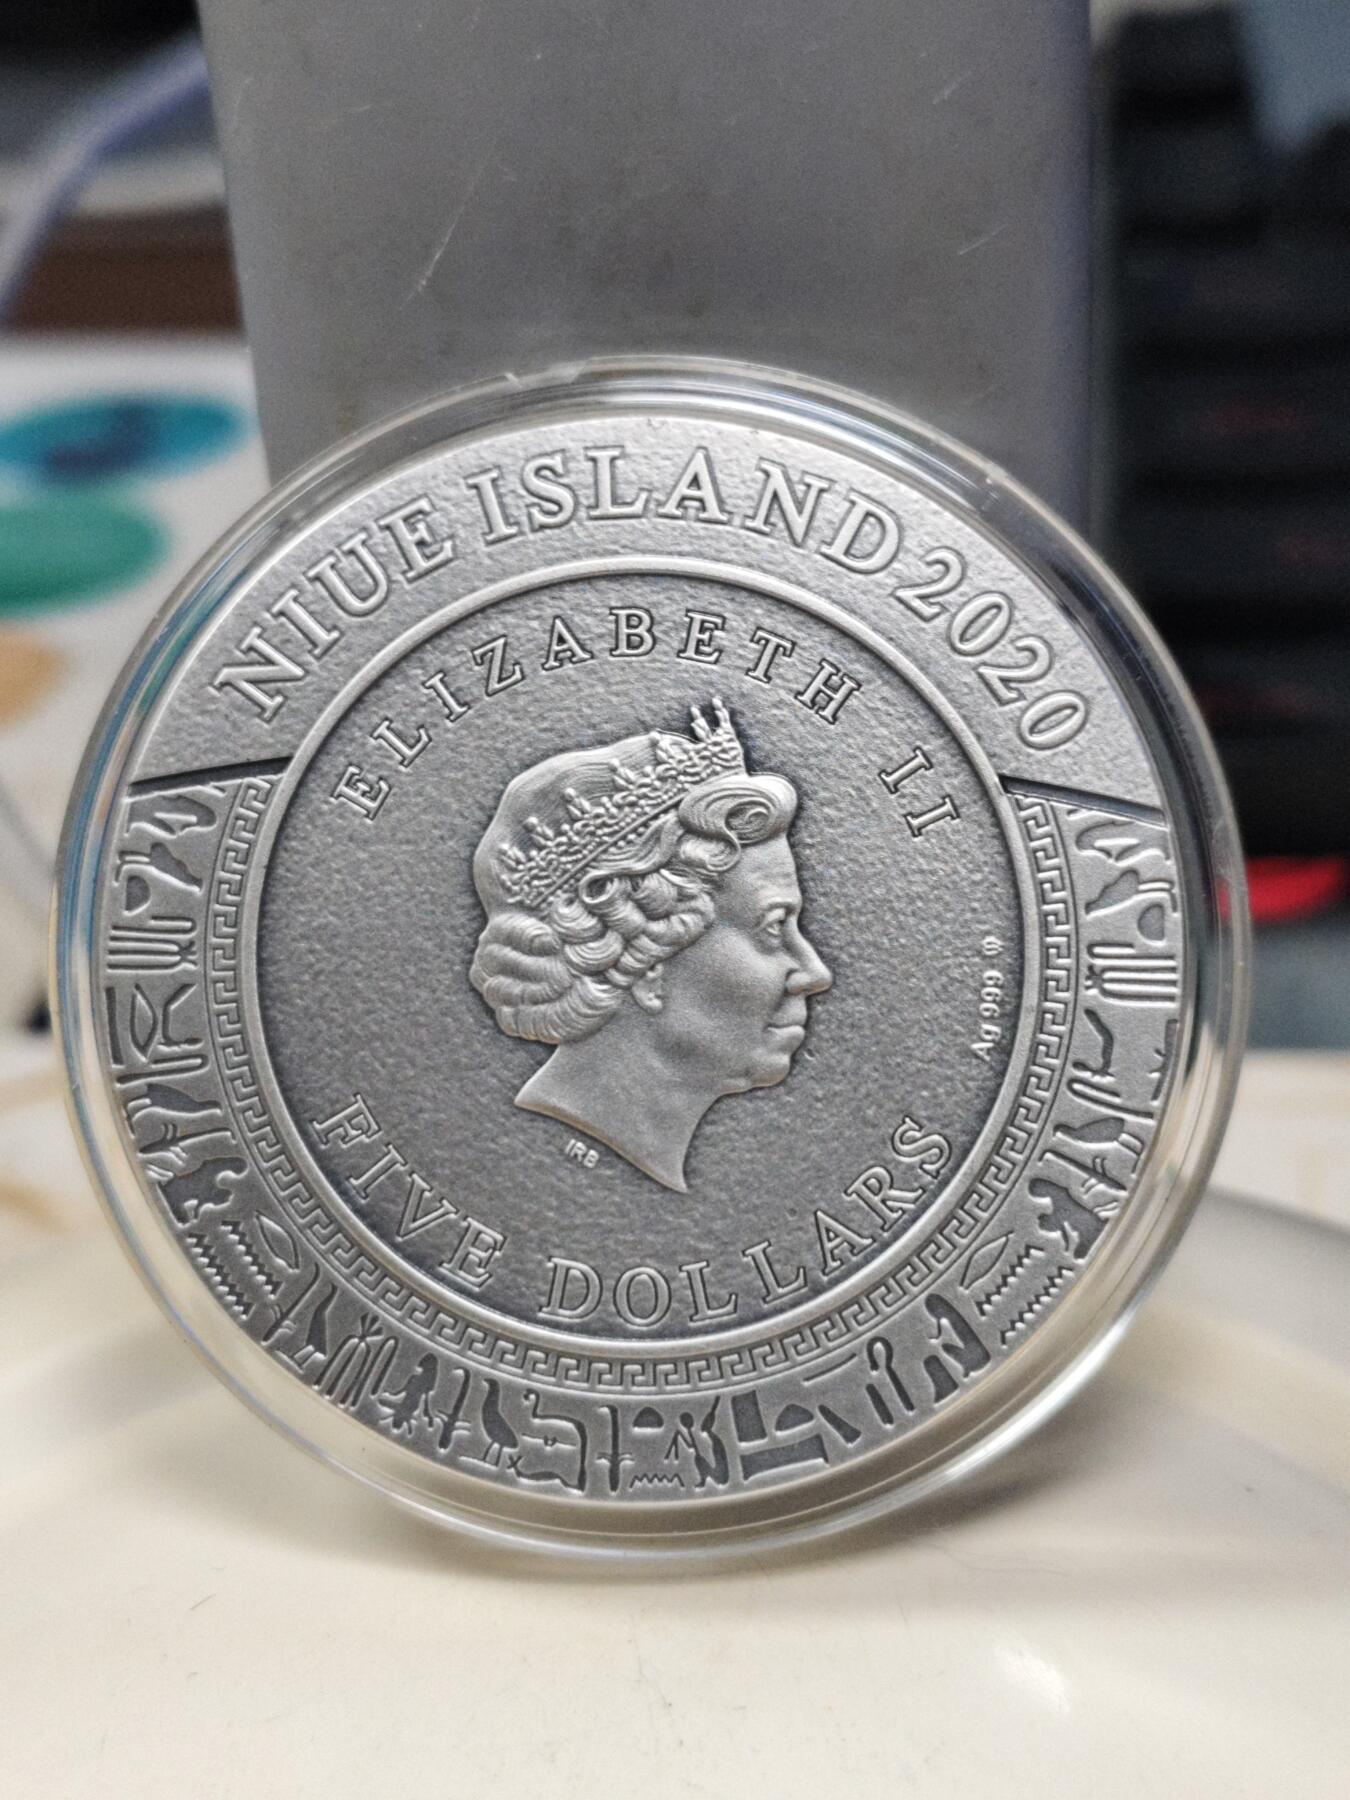 NIUE ISLAND 2020
ELIZABETH II
Ag 999
IRB
FIVE DOLLARS